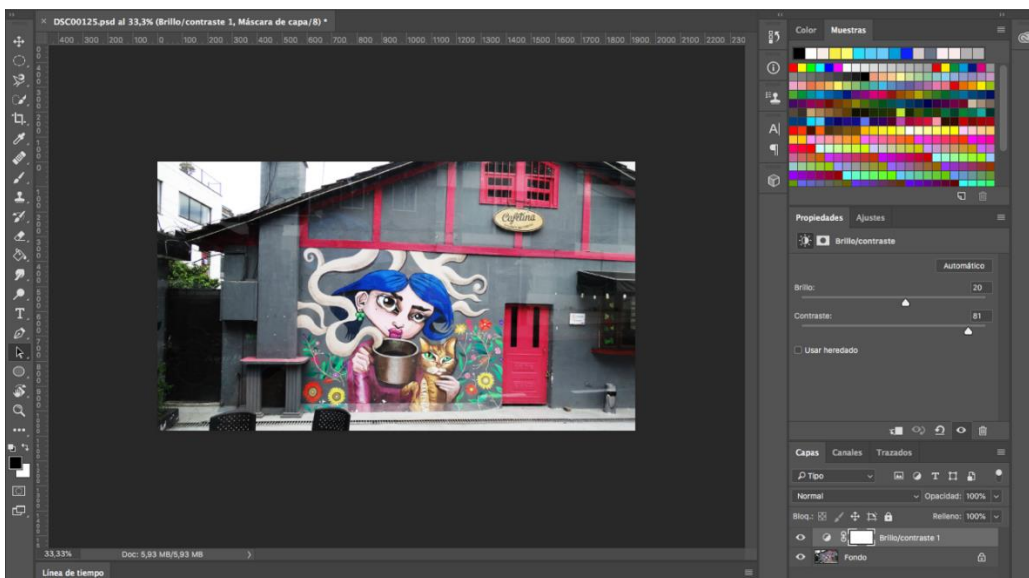 DSC00125.psd al 33,3% (Brillo/contraste 1, Máscara de capa/8) *
400 300 200 100 0 100 200 300 400 500 600 700 800 900 1000 1100 1200 1300 1400 1500 1600 1700 1800 1900 2000 2100 2200 230
Cafetina
33,33% Doc: 5,93 MB/5,93 MB
Línea de tiempo
Color Muestras
Propiedades Ajustes
Brillo/contraste
Automático
Brillo: 20
Contraste: 81
Usar heredado
Capas Canales Trazados
Tipo
Normal Opacidad: 100%
Bloq.: Relleno: 100%
Brillo/contraste 1
Fondo